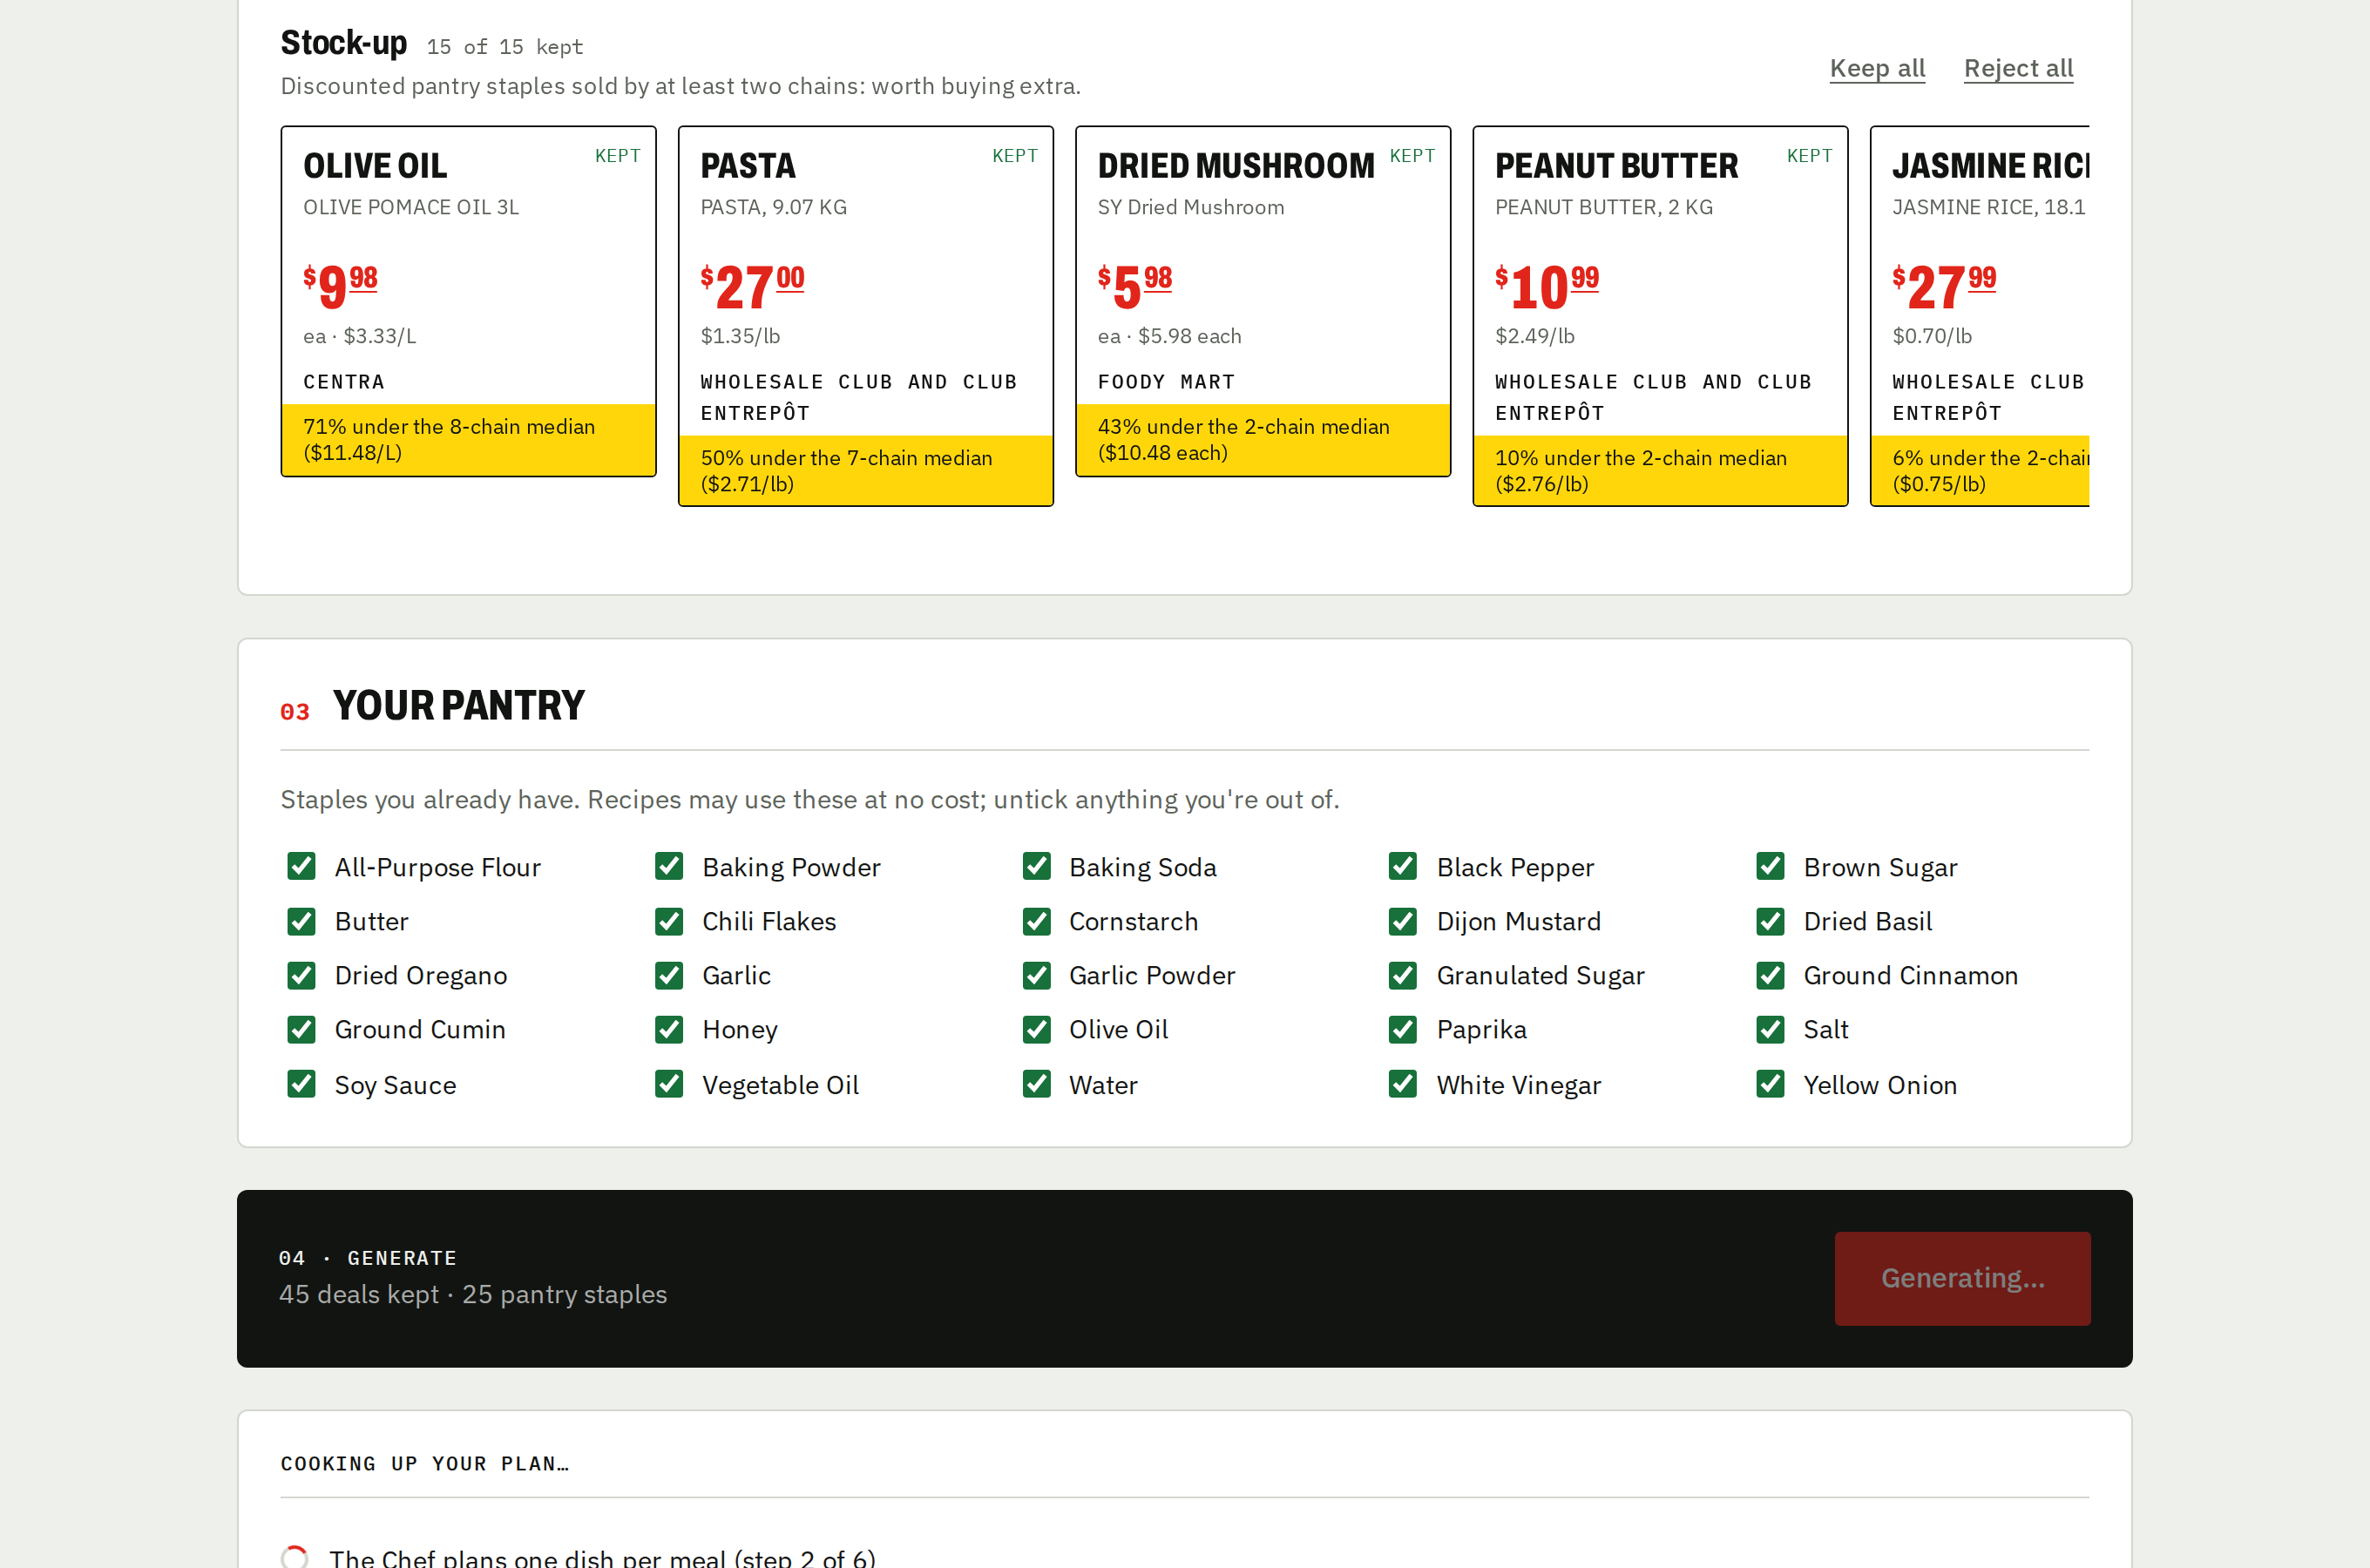 Stock-up 15 of 15 kept
Discounted pantry staples sold by at least two chains: worth buying extra.
Keep all Reject all
OLIVE OIL KEPT
OLIVE POMACE OIL 3L
$9 98
ea · $3.33/L
CENTRA
71% under the 8-chain median
($11.48/L)
PASTA KEPT
PASTA, 9.07 KG
$27 00
$1.35/lb
WHOLESALE CLUB AND CLUB
ENTREPÔT
50% under the 7-chain median
($2.71/lb)
DRIED MUSHROOM KEPT
SY Dried Mushroom
$5 98
ea · $5.98 each
FOODY MART
43% under the 2-chain median
($10.48 each)
PEANUT BUTTER KEPT
PEANUT BUTTER, 2 KG
$10 99
$2.49/lb
WHOLESALE CLUB AND CLUB
ENTREPÔT
10% under the 2-chain median
($2.76/lb)
JASMINE RIC
JASMINE RICE, 18.1
$27 99
$0.70/lb
WHOLESALE CLUB
ENTREPÔT
6% under the 2-chai
($0.75/lb)
03 YOUR PANTRY
Staples you already have. Recipes may use these at no cost; untick anything you're out of.
All-Purpose Flour Baking Powder Baking Soda Black Pepper Brown Sugar
Butter Chili Flakes Cornstarch Dijon Mustard Dried Basil
Dried Oregano Garlic Garlic Powder Granulated Sugar Ground Cinnamon
Ground Cumin Honey Olive Oil Paprika Salt
Soy Sauce Vegetable Oil Water White Vinegar Yellow Onion
04 · GENERATE
45 deals kept · 25 pantry staples
Generating...
COOKING UP YOUR PLAN…
The Chef plans one dish per meal (step 2 of 6)